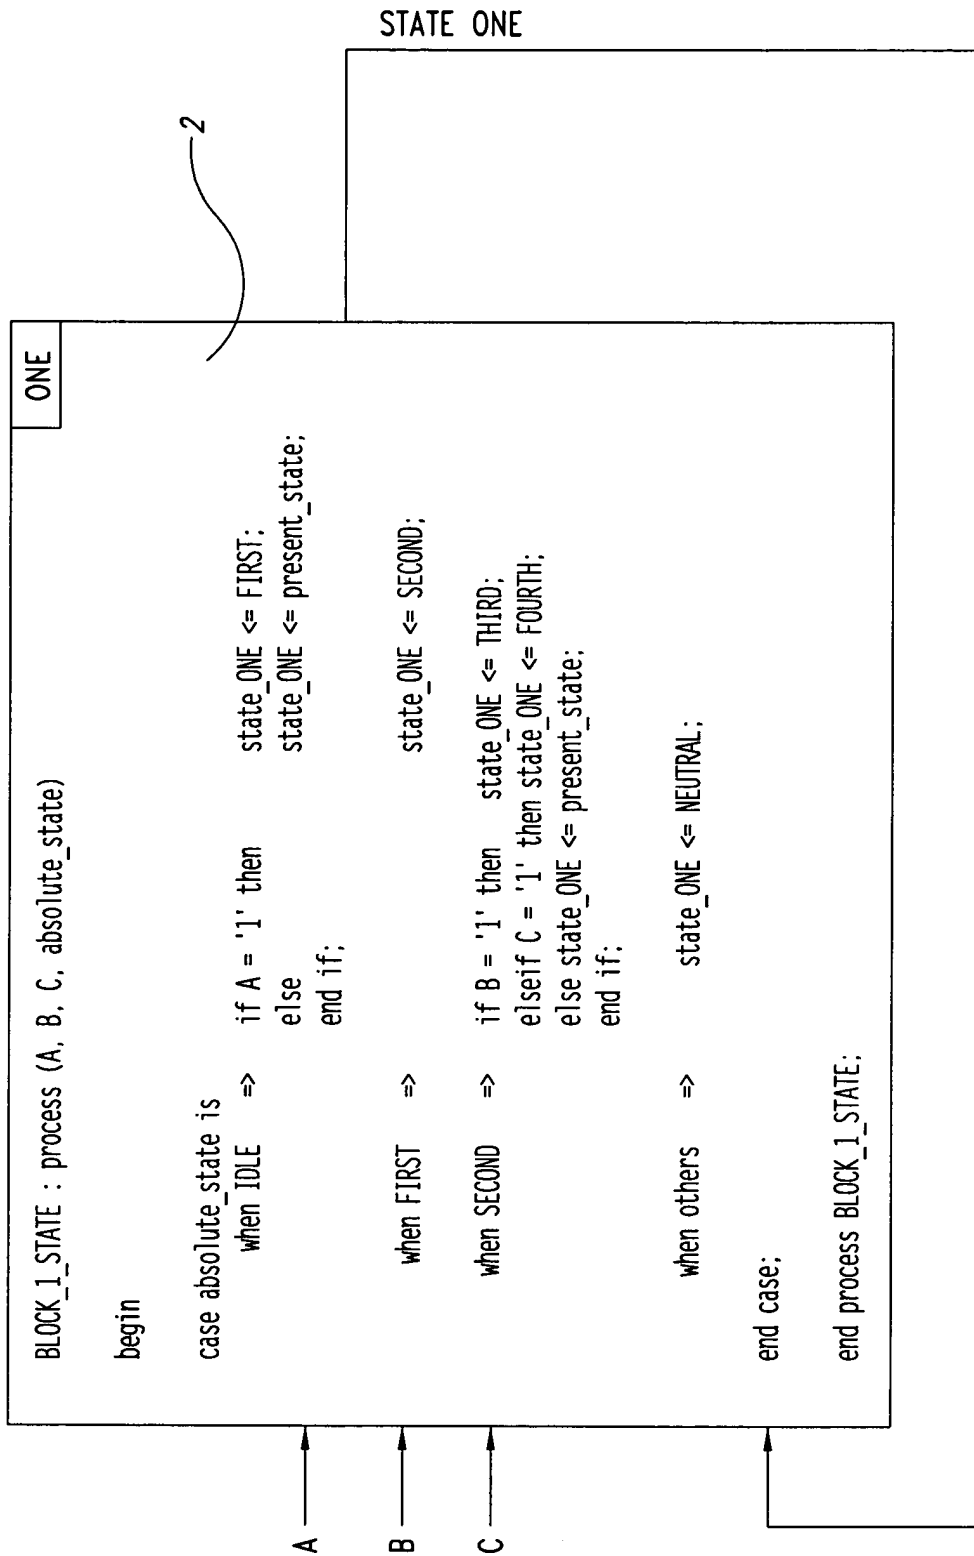 STATE ONE
2
ONE
BLOCK_1_STATE : process (A, B, C, absolute_state)
begin
case absolute_state is
when IDLE => if A = '1' then state_ONE <= FIRST;
else state_ONE <= present_state;
end if;
when FIRST => state_ONE <= SECOND;
when SECOND => if B = '1' then state_ONE <= THIRD;
elseif C = '1' then state_ONE <= FOURTH;
else state_ONE <= present_state;
end if;
when others => state_ONE <= NEUTRAL;
end case;
end process BLOCK_1_STATE;
A
B
C